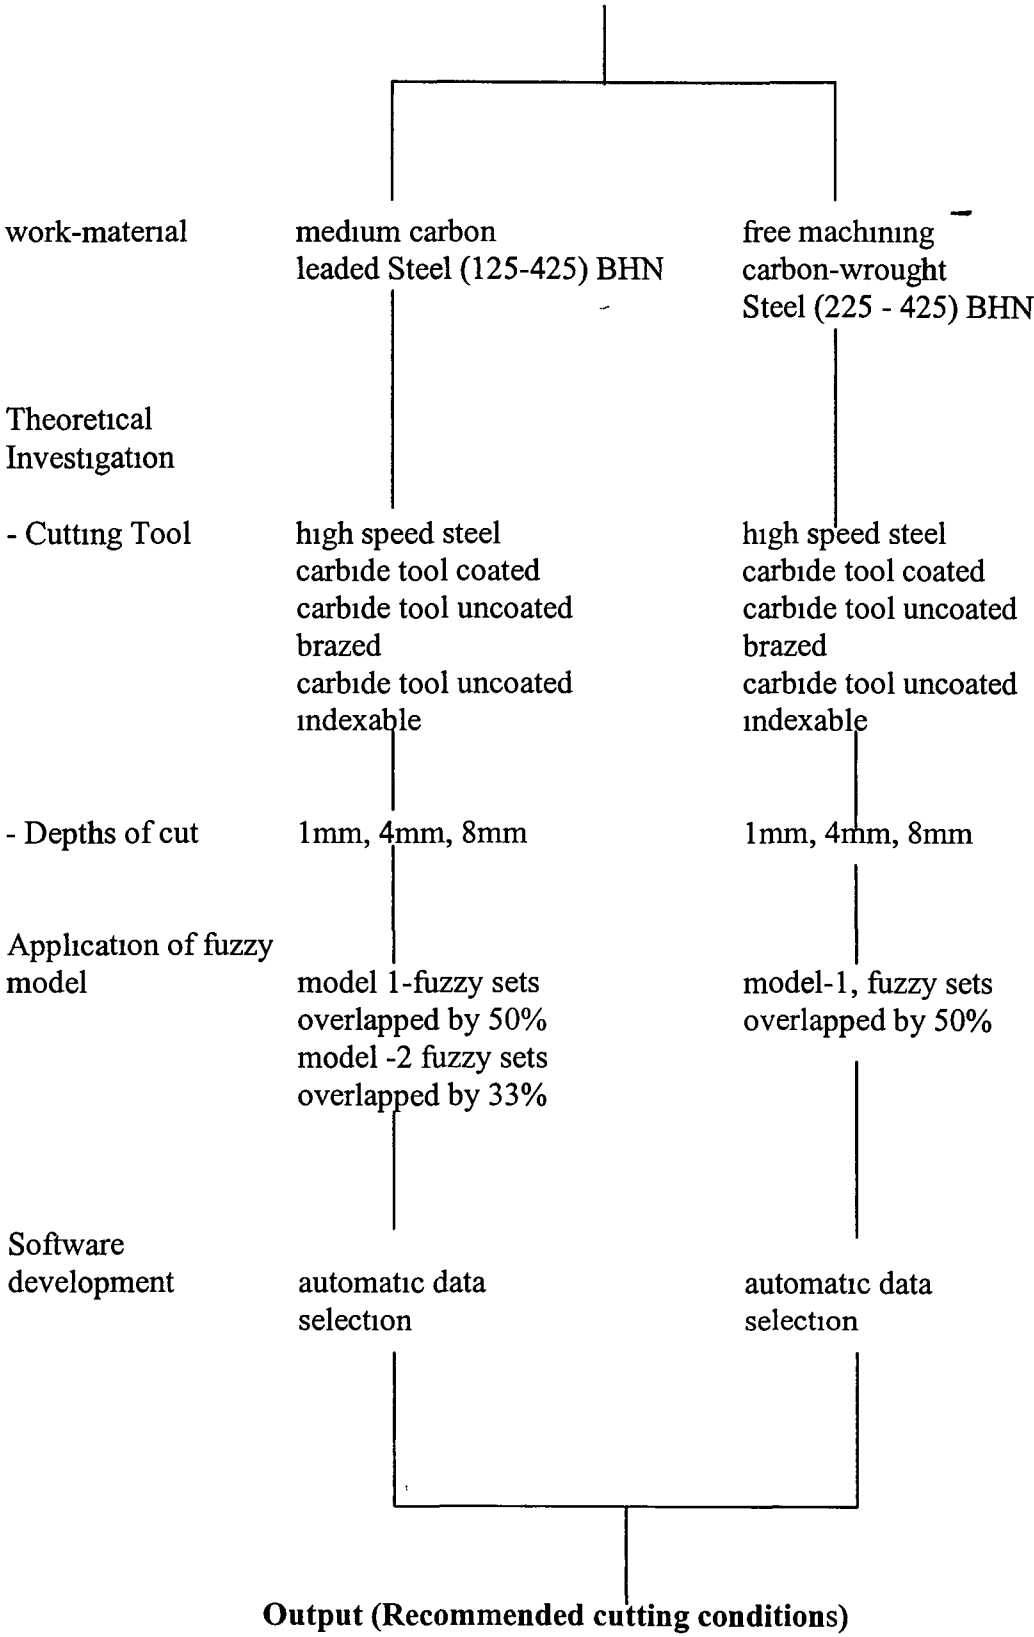 work-material
medium carbon
leaded Steel (125-425) BHN
free machining
carbon-wrought
Steel (225 - 425) BHN
Theoretical
Investigation
- Cutting Tool
high speed steel
carbide tool coated
carbide tool uncoated
brazed
carbide tool uncoated
indexable
high speed steel
carbide tool coated
carbide tool uncoated
brazed
carbide tool uncoated
indexable
- Depths of cut
1mm, 4mm, 8mm
1mm, 4mm, 8mm
Application of fuzzy
model
model 1-fuzzy sets
overlapped by 50%
model -2 fuzzy sets
overlapped by 33%
model-1, fuzzy sets
overlapped by 50%
Software
development
automatic data
selection
automatic data
selection
Output (Recommended cutting conditions)